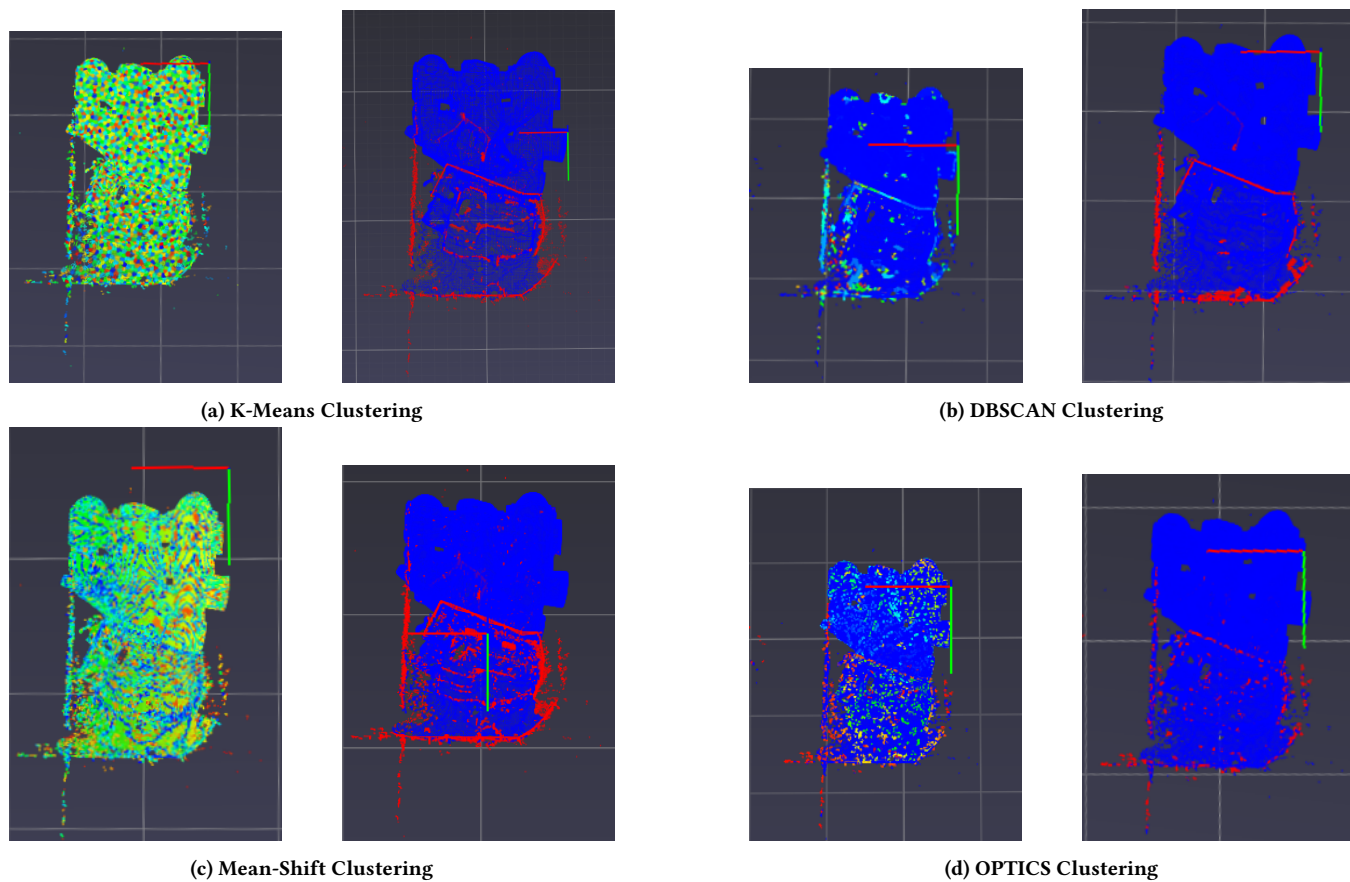 (a) K-Means Clustering
(b) DBSCAN Clustering
(c) Mean-Shift Clustering
(d) OPTICS Clustering